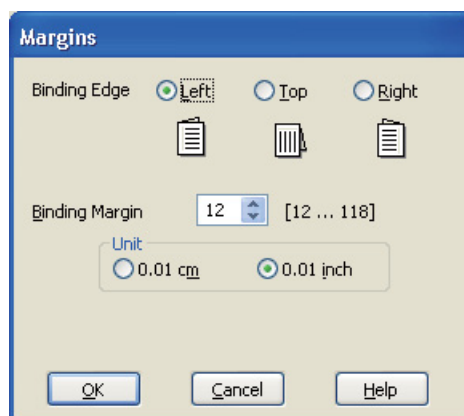 Margins
Binding Edge Left Top Right
Binding Margin 12 [12 ... 118]
Unit
0.01 cm 0.01 inch
OK Cancel Help